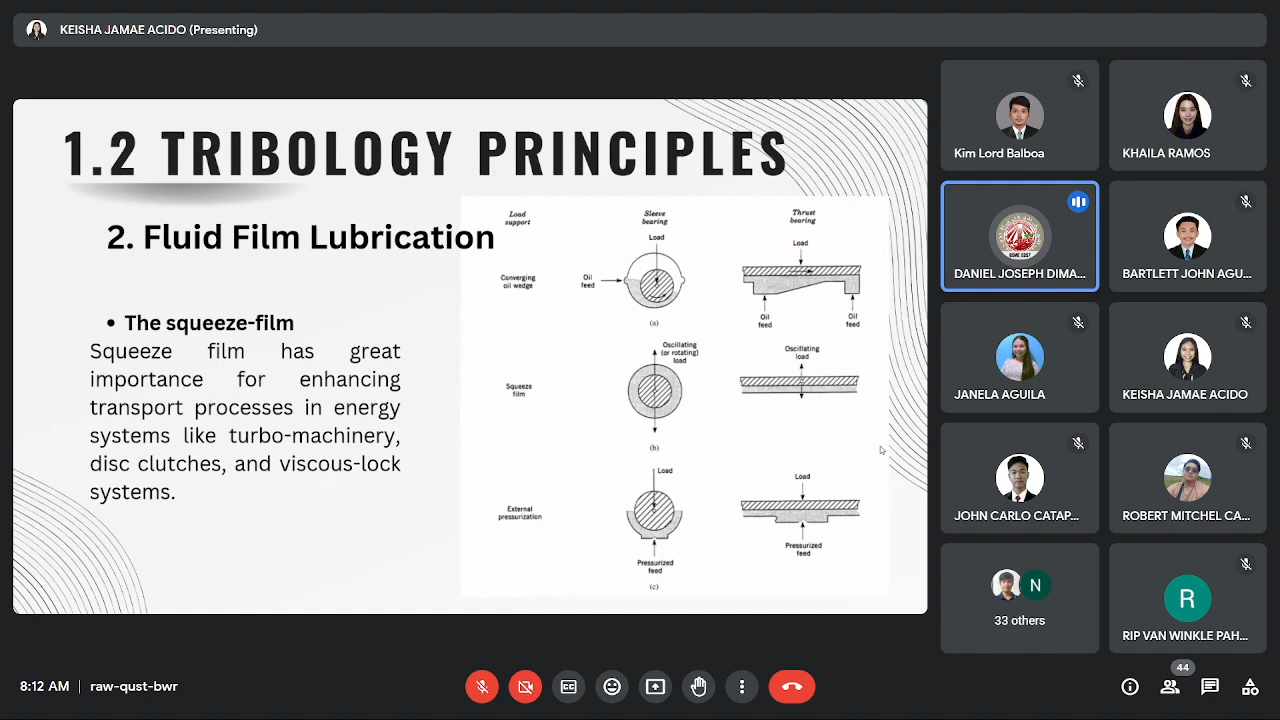 KEISHA JAMAE ACIDO (Presenting)
1.2 TRIBOLOGY PRINCIPLES
2. Fluid Film Lubrication
• The squeeze-film
Squeeze film has great
importance for enhancing
transport processes in energy
systems like turbo-machinery,
disc clutches, and viscous-lock
systems.
Load
support
Sleeve
bearing
Thrust
bearing
Converging
oil wedge
Load
Oil
feed
(a)
Load
Oil
feed
Oil
feed
Squeeze
film
Oscillating
(or rotating)
load
(b)
Oscillating
load
External
pressurization
Load
Pressurized
feed
(c)
Load
Pressurized
feed
Kim Lord Balboa
KHAILA RAMOS
BSME 0207
DANIEL JOSEPH DIMA...
BARTLETT JOHN AGU...
JANELA AGUILA
KEISHA JAMAE ACIDO
JOHN CARLO CATAP...
ROBERT MITCHELLE L...
N
33 others
R
RIP VAN WINKLE PAH...
8:12 AM | raw-qust-bwr
44